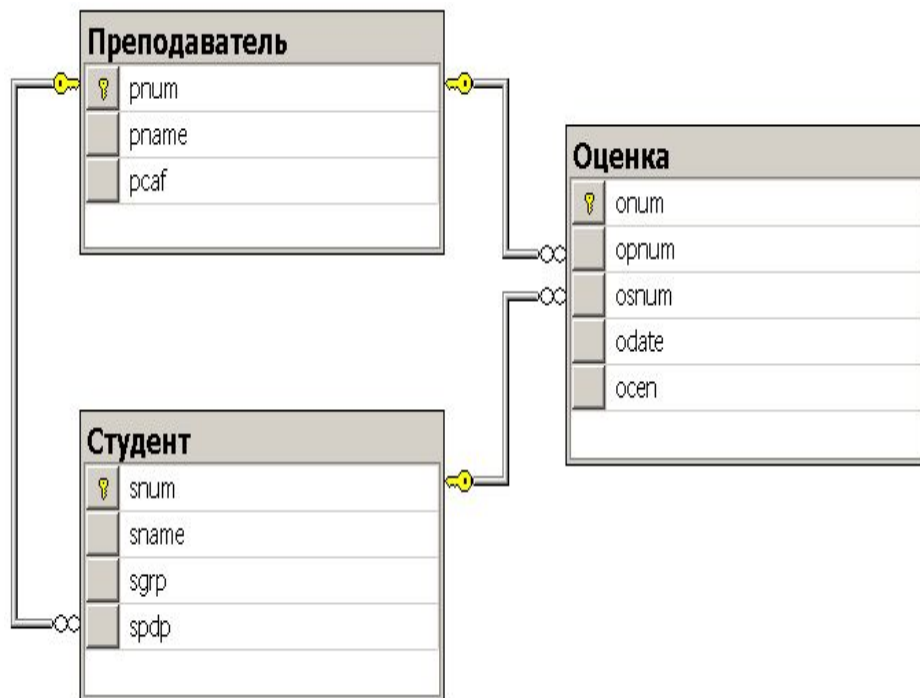 Преподаватель
pnum
pname
pcaf
Оценка
onum
opnum
osnum
odate
ocen
Студент
snum
sname
sgrp
spdp